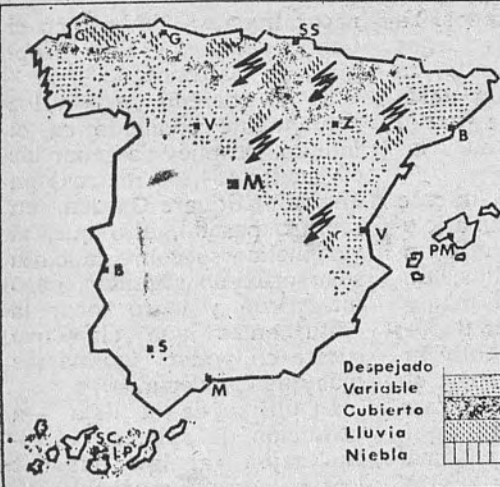 G
G
SS
V
Z
B
M
V
PM
B
S
M
SC
LP
Despejado
Variable
Cubierto
Lluvia
Niebla